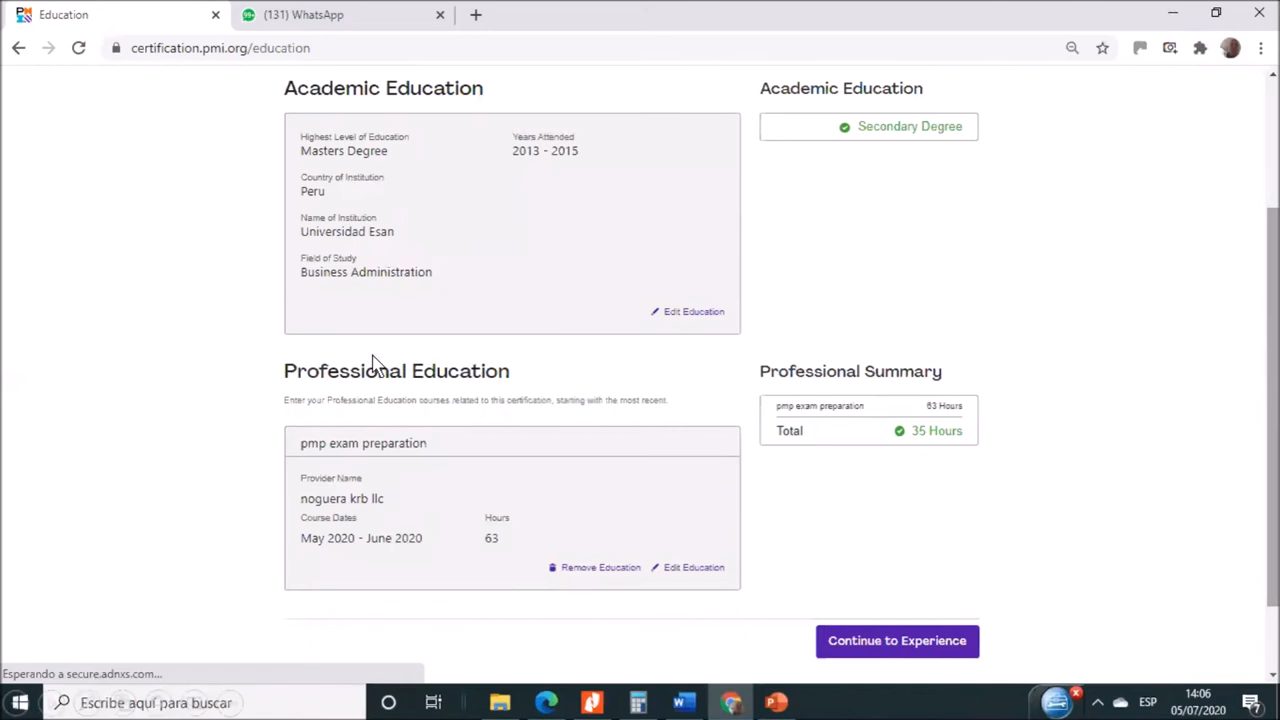 Education
(131) WhatsApp
certification.pmi.org/education
Academic Education
Highest Level of Education
Masters Degree
Years Attended
2013 - 2015
Country of Institution
Peru
Name of Institution
Universidad Esan
Field of Study
Business Administration
Edit Education
Academic Education
Secondary Degree
Professional Education
Enter your Professional Education courses related to this certification, starting with the most recent.
pmp exam preparation
Provider Name
noguera krb llc
Course Dates
Hours
May 2020 - June 2020
63
Remove Education
Edit Education
Professional Summary
pmp exam preparation 63 Hours
Total 35 Hours
Continue to Experience
Esperando a secure.adnxs.com...
Escribe aquí para buscar
ESP
14:06
05/07/2020
7